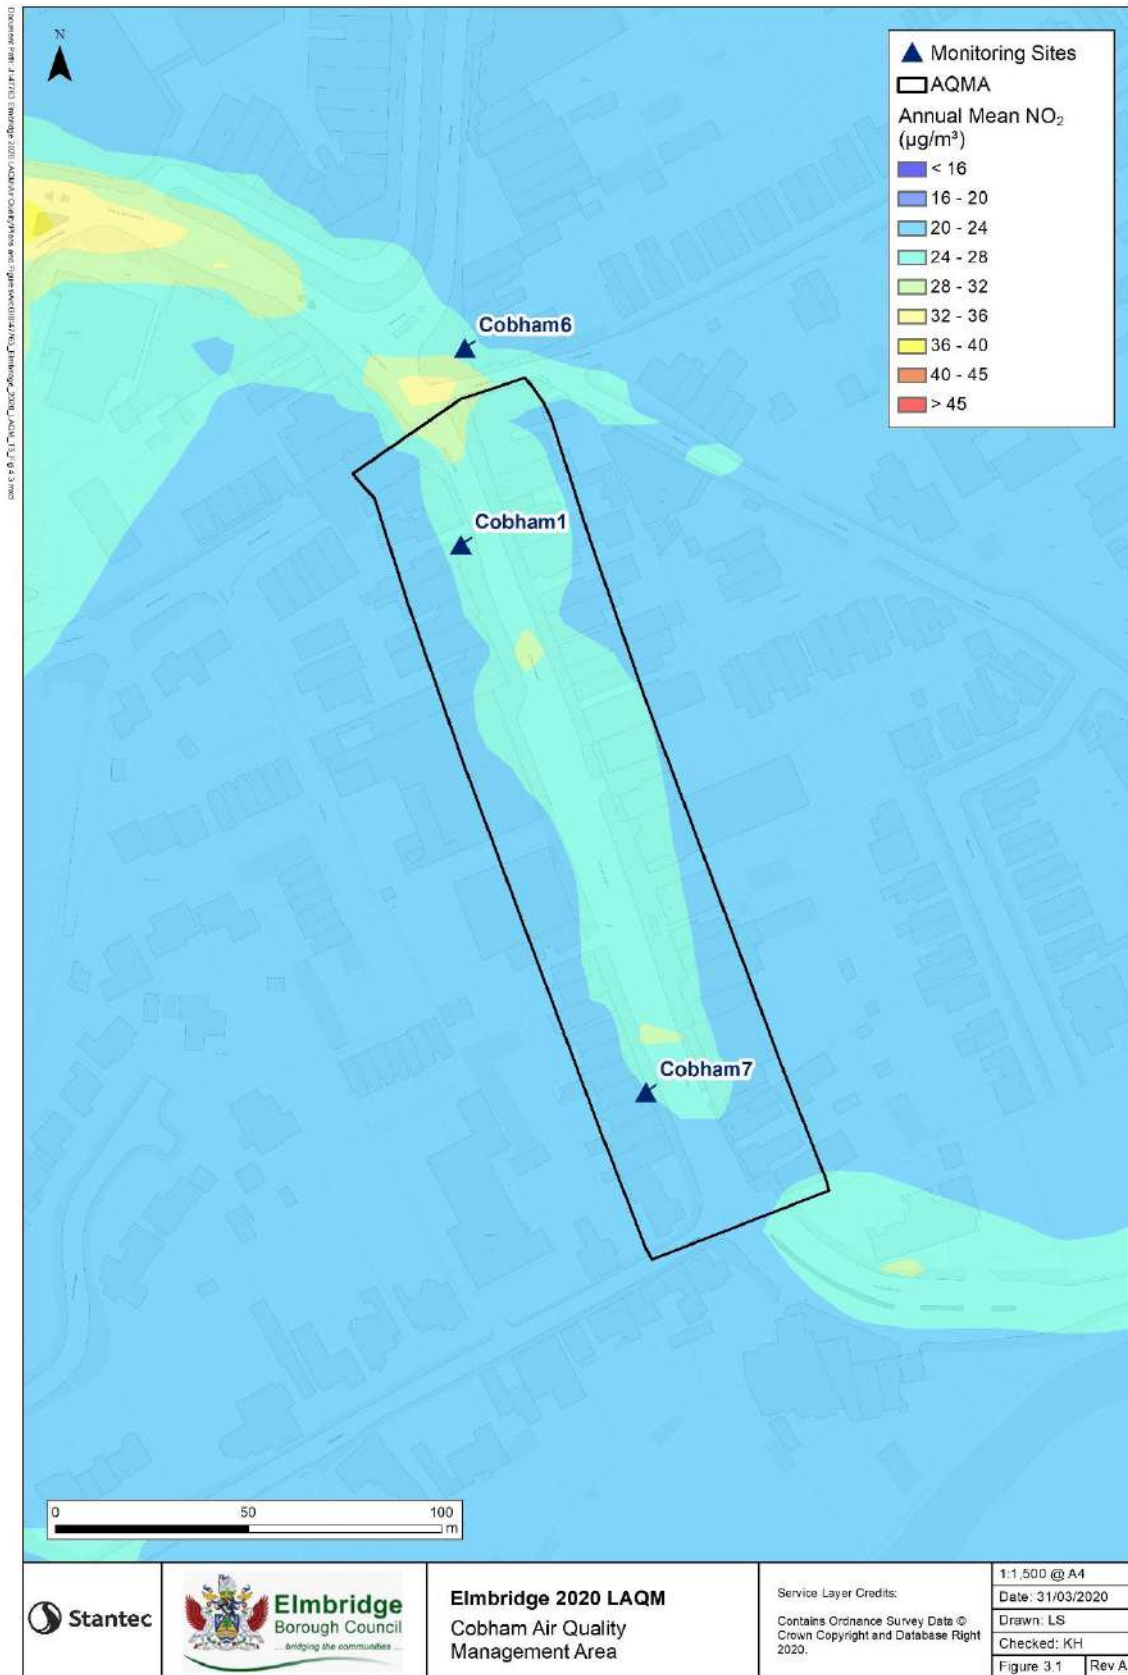 N
Monitoring Sites
AQMA
Annual Mean NO₂
(µg/m³)
< 16
16 - 20
20 - 24
24 - 28
28 - 32
32 - 36
36 - 40
40 - 45
> 45
Cobham6
Cobham1
Cobham7
0 50 100
m
Stantec
Elmbridge
Borough Council
... bridging the communities ...
Elmbridge 2020 LAQM
Cobham Air Quality
Management Area
Service Layer Credits:
Contains Ordnance Survey Data ©
Crown Copyright and Database Right
2020.
1:1,500 @ A4
Date: 31/03/2020
Drawn: LS
Checked: KH
Figure 3.1 Rev A